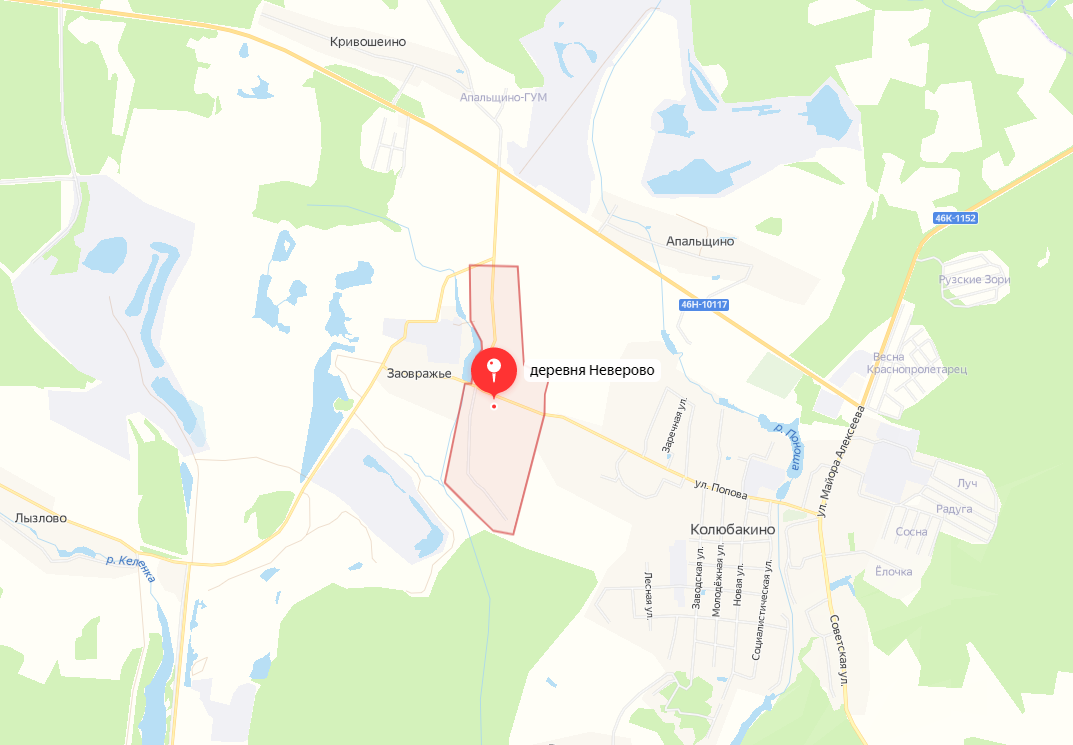 Кривошеино
Апальщино-ГУМ
46К-1152
Апальщино
Рузские Зори
46Н-10117
Весна
Краснопролетарец
Заовражье
деревня Неверово
Заречная ул.
р. Понота
ул. Майора Алексеева
ул. Попова
Луч
Радуга
Лызлово
Колюбакино
Сосна
р. Келенка
Ёлочка
Лесная ул.
Заводская ул.
Молодёжная ул.
Новая ул.
Социалистическая ул.
Советская ул.